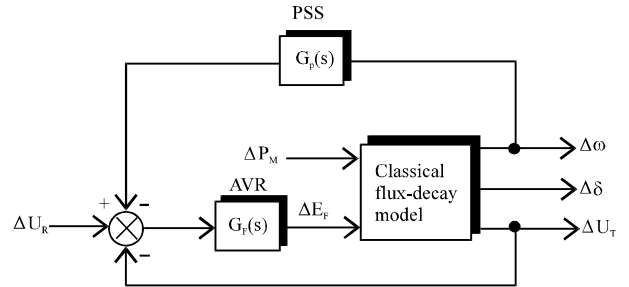 PSS
G_p(s)
ΔP_M
Δω
Classical
flux-decay
model
AVR
Δδ
+
−
ΔU_R
G_F(s)
ΔE_F
ΔU_T
−